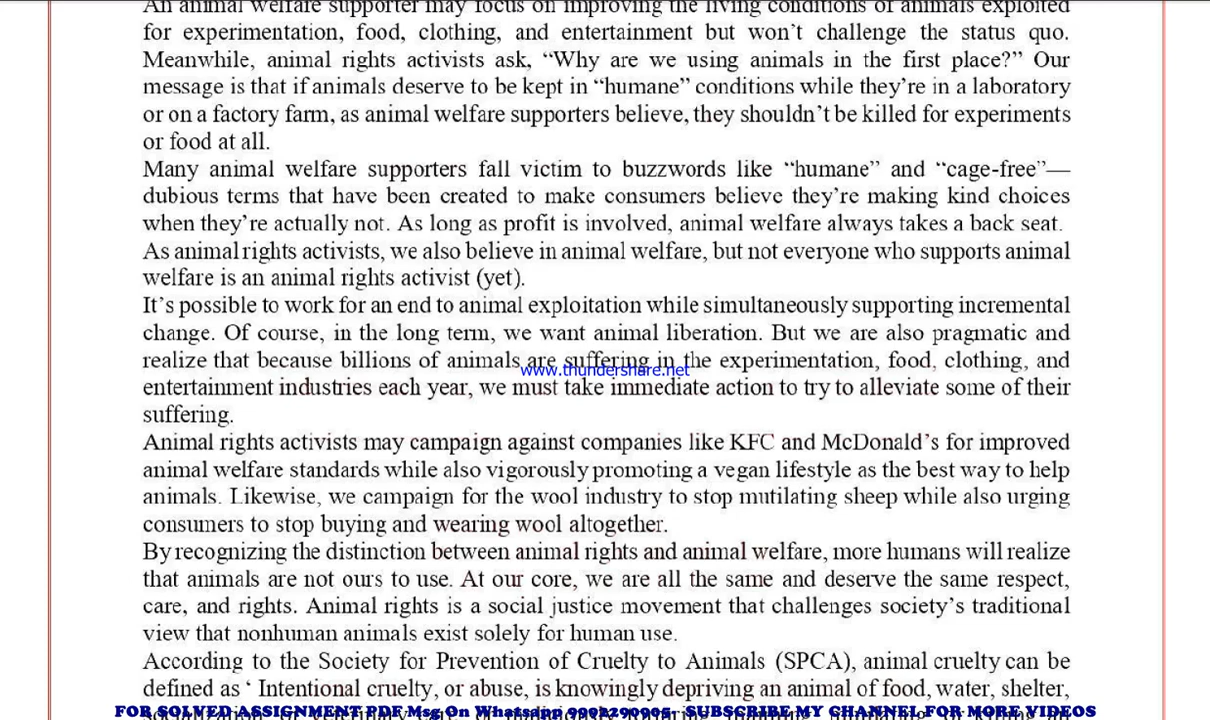 An animal welfare supporter may focus on improving the living conditions of animals exploited
for experimentation, food, clothing, and entertainment but won’t challenge the status quo.
Meanwhile, animal rights activists ask, “Why are we using animals in the first place?” Our
message is that if animals deserve to be kept in “humane” conditions while they’re in a laboratory
or on a factory farm, as animal welfare supporters believe, they shouldn’t be killed for experiments
or food at all.
Many animal welfare supporters fall victim to buzzwords like “humane” and “cage-free”—
dubious terms that have been created to make consumers believe they’re making kind choices
when they’re actually not. As long as profit is involved, animal welfare always takes a back seat.
As animal rights activists, we also believe in animal welfare, but not everyone who supports animal
welfare is an animal rights activist (yet).
It’s possible to work for an end to animal exploitation while simultaneously supporting incremental
change. Of course, in the long term, we want animal liberation. But we are also pragmatic and
realize that because billions of animals are suffering in the experimentation, food, clothing, and
www.thundershare.net
entertainment industries each year, we must take immediate action to try to alleviate some of their
suffering.
Animal rights activists may campaign against companies like KFC and McDonald’s for improved
animal welfare standards while also vigorously promoting a vegan lifestyle as the best way to help
animals. Likewise, we campaign for the wool industry to stop mutilating sheep while also urging
consumers to stop buying and wearing wool altogether.
By recognizing the distinction between animal rights and animal welfare, more humans will realize
that animals are not ours to use. At our core, we are all the same and deserve the same respect,
care, and rights. Animal rights is a social justice movement that challenges society’s traditional
view that nonhuman animals exist solely for human use.
According to the Society for Prevention of Cruelty to Animals (SPCA), animal cruelty can be
defined as ‘ Intentional cruelty, or abuse, is knowingly depriving an animal of food, water, shelter,
FOR SOLVED ASSIGNMENT PDF Msg On Whatsapp 9992290905- SUBSCRIBE MY CHANNEL FOR MORE VIDEOS